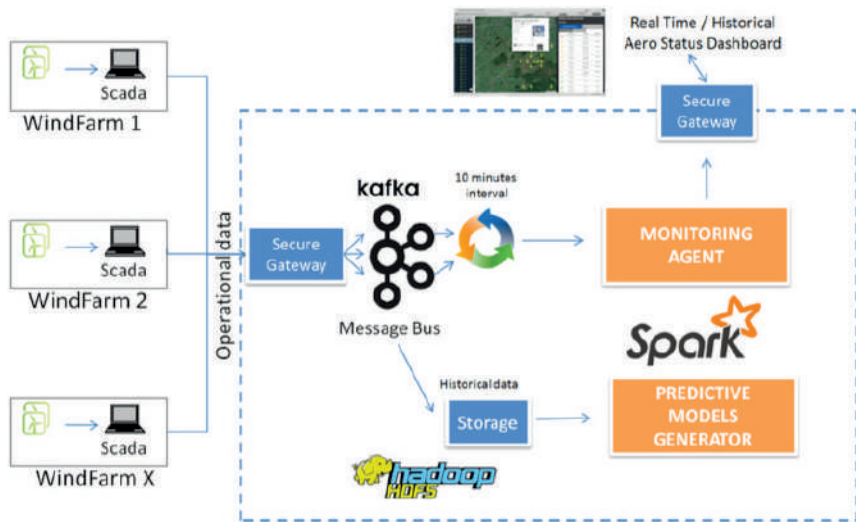 Real Time / Historical
Aero Status Dashboard
Scada
WindFarm 1
Secure
Gateway
kafka
10 minutes
interval
Scada
WindFarm 2
Operational data
Secure
Gateway
MONITORING
AGENT
Message Bus
Spark
Historical data
Storage
PREDICTIVE
MODELS
GENERATOR
Scada
WindFarm X
hadoop
HDFS